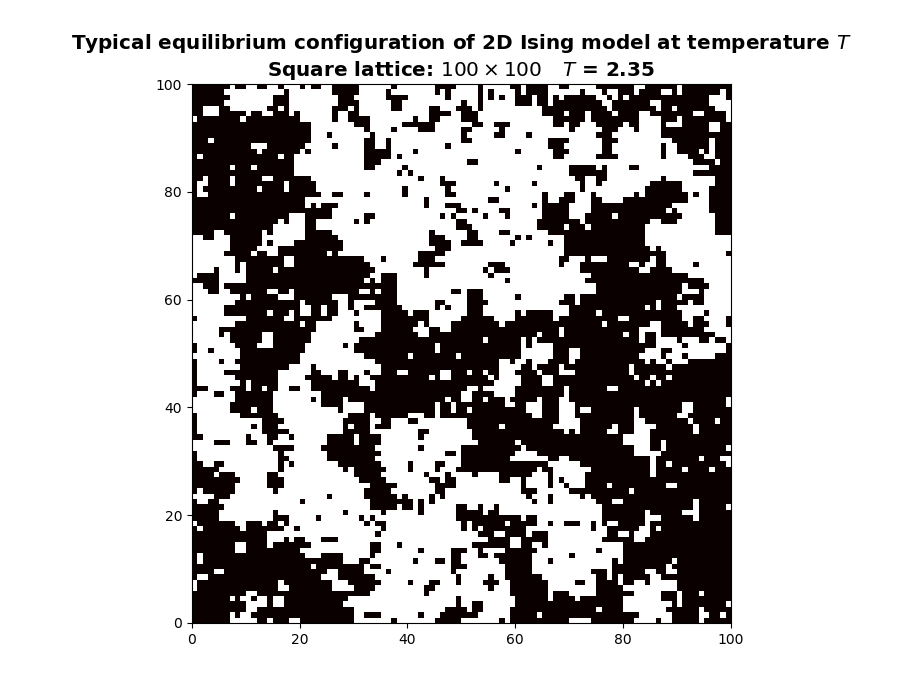 Typical equilibrium configuration of 2D Ising model at temperature T
Square lattice: 100 × 100 T = 2.35
100
80
60
40
20
0
0 20 40 60 80 100